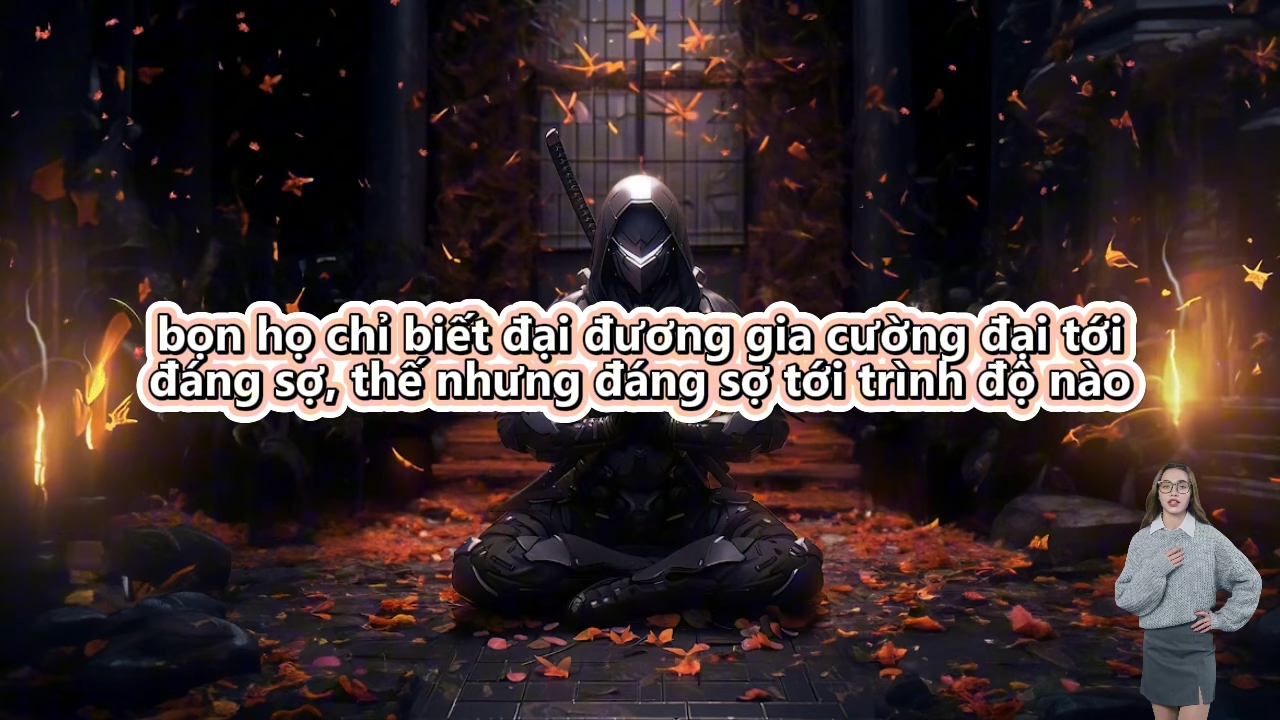 bọn họ chỉ biết đại đương gia cường đại tới
đáng sợ, thế nhưng đáng sợ tới trình độ nào